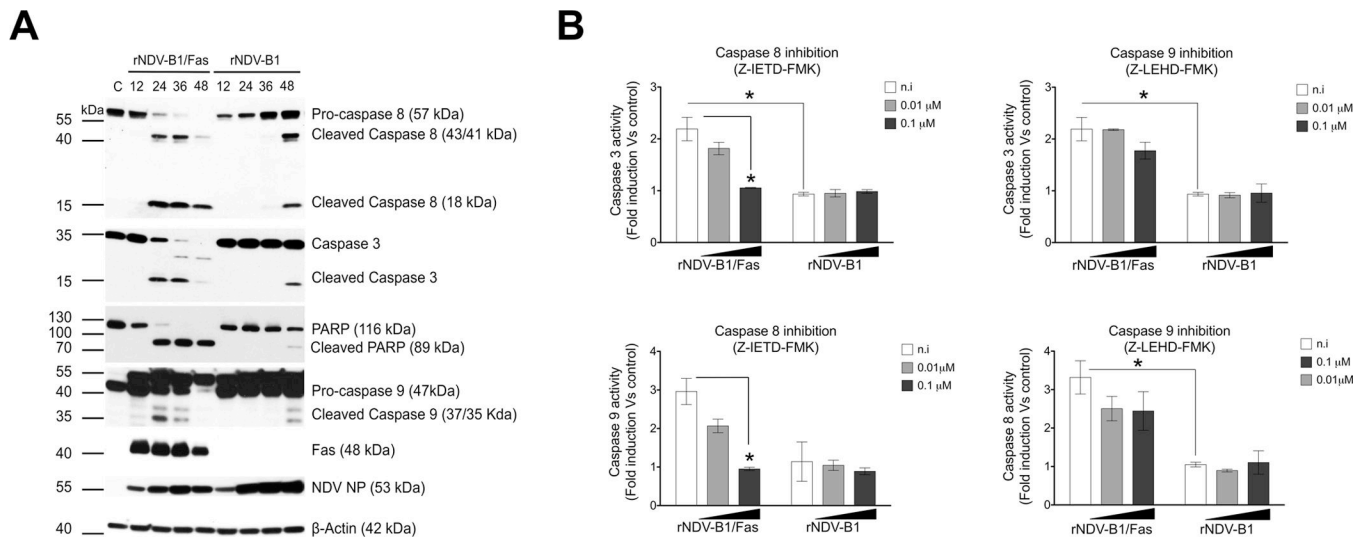 A
rNDV-B1/Fas rNDV-B1
C 12 24 36 48 12 24 36 48
kDa
55
40
15
Pro-caspase 8 (57 kDa)
Cleaved Caspase 8 (43/41 kDa)
Cleaved Caspase 8 (18 kDa)
35
15
Caspase 3
Cleaved Caspase 3
130
100
70
PARP (116 kDa)
Cleaved PARP (89 kDa)
55
40
35
Pro-caspase 9 (47kDa)
Cleaved Caspase 9 (37/35 Kda)
40
Fas (48 kDa)
55
NDV NP (53 kDa)
40
β-Actin (42 kDa)
B
Caspase 8 inhibition
(Z-IETD-FMK)
Caspase 3 activity
(Fold induction Vs control)
3
2
1
0
*
*
n.i
0.01 µM
0.1 µM
rNDV-B1/Fas rNDV-B1
Caspase 9 inhibition
(Z-LEHD-FMK)
Caspase 3 activity
(Fold induction Vs control)
3
2
1
0
*
n.i
0.01 µM
0.1 µM
rNDV-B1/Fas rNDV-B1
Caspase 8 inhibition
(Z-IETD-FMK)
Caspase 9 activity
(Fold induction Vs control)
4
3
2
1
0
*
n.i
0.01µM
0.1 µM
rNDV-B1/Fas rNDV-B1
Caspase 9 inhibition
(Z-LEHD-FMK)
Caspase 8 activity
(Fold induction Vs control)
4
3
2
1
0
*
n.i
0.1 µM
0.01µM
rNDV-B1/Fas rNDV-B1